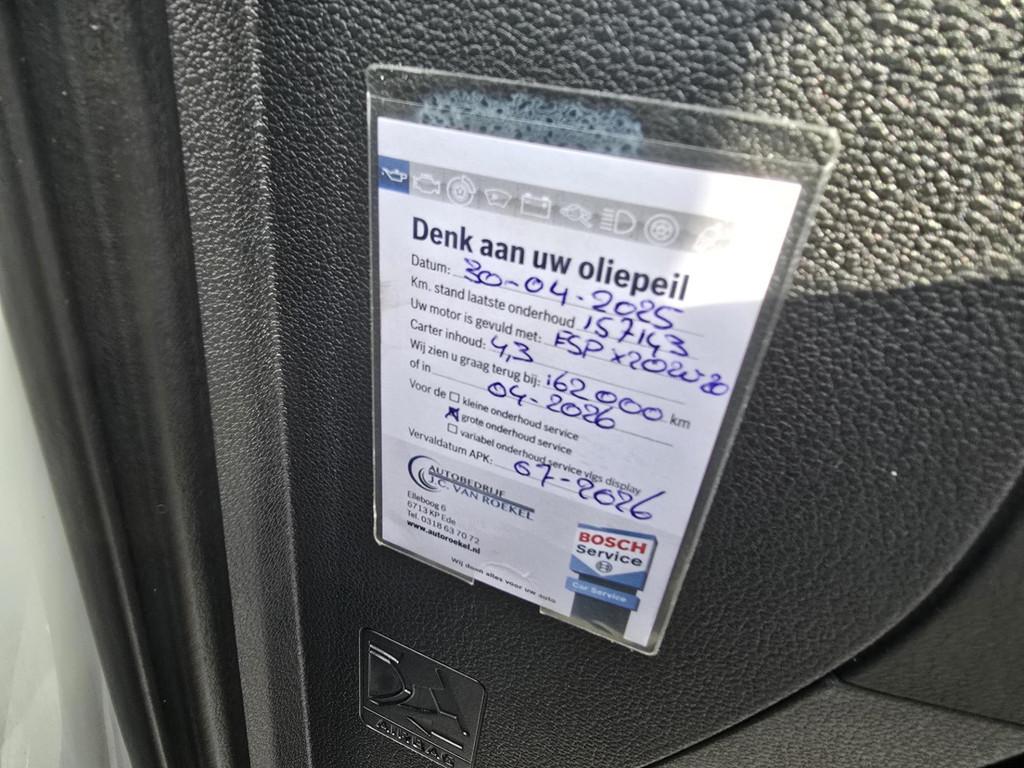 Denk aan uw oliepeil
Datum: 30-04-2025
Km. stand laatste onderhoud 157143
Uw motor is gevuld met: ESP x2 0W20
Carter inhoud: 4,3
Wij zien u graag terug bij: 162000 km
of in 04-2026
Voor de kleine onderhoud service
grote onderhoud service
variabel onderhoud service vlgs display
Vervaldatum APK: 07-2026
AUTOBEDRIJF
J.C. VAN ROEKEL
Elleboog 6
6713 KP Ede
Tel. 0318 63 70 72
www.autoroekel.nl
BOSCH
Service
Car Service
Wij doen alles voor uw auto
AIRBAG